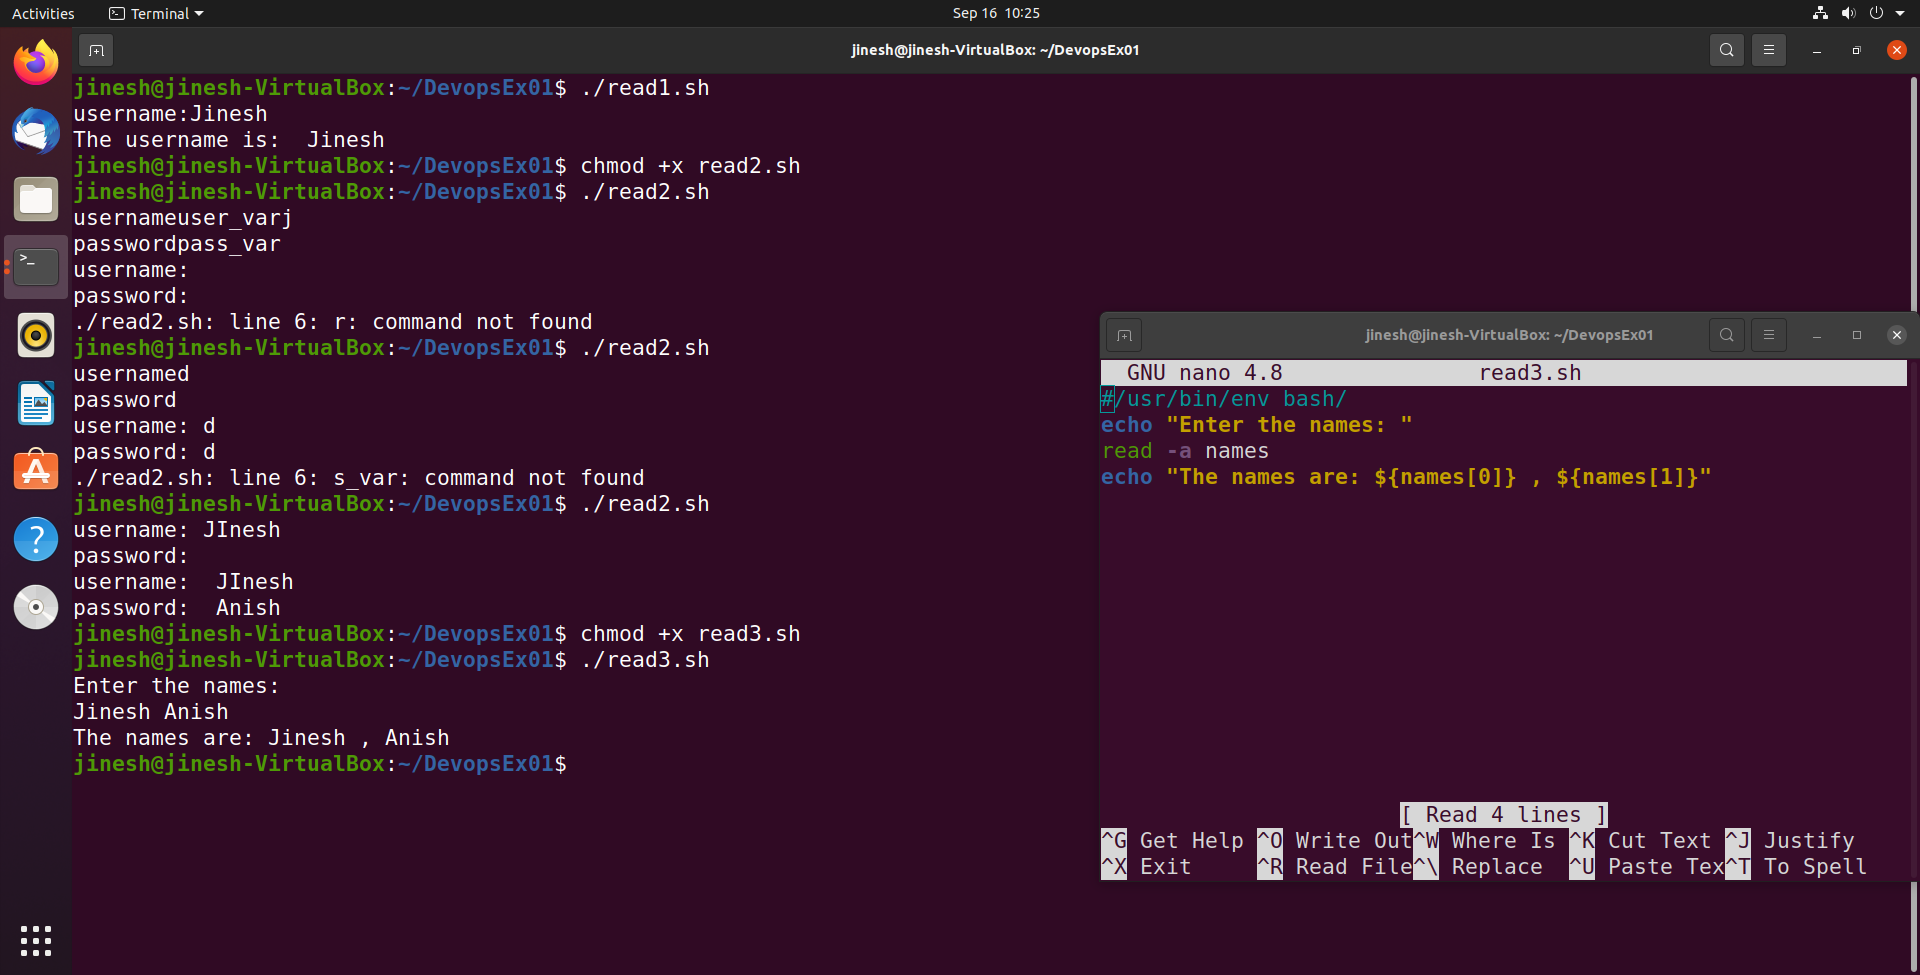 Activities
Terminal
Sep 16 10:25
jinesh@jinesh-VirtualBox: ~/DevopsEx01
jinesh@jinesh-VirtualBox:~/DevopsEx01$ ./read1.sh
username:Jinesh
The username is:  Jinesh
jinesh@jinesh-VirtualBox:~/DevopsEx01$ chmod +x read2.sh
jinesh@jinesh-VirtualBox:~/DevopsEx01$ ./read2.sh
usernameuser_varj
passwordpass_var
username:
password:
./read2.sh: line 6: r: command not found
jinesh@jinesh-VirtualBox:~/DevopsEx01$ ./read2.sh
usernamed
password
username: d
password: d
./read2.sh: line 6: s_var: command not found
jinesh@jinesh-VirtualBox:~/DevopsEx01$ ./read2.sh
username: JInesh
password:
username:  JInesh
password:  Anish
jinesh@jinesh-VirtualBox:~/DevopsEx01$ chmod +x read3.sh
jinesh@jinesh-VirtualBox:~/DevopsEx01$ ./read3.sh
Enter the names:
Jinesh Anish
The names are: Jinesh , Anish
jinesh@jinesh-VirtualBox:~/DevopsEx01$
jinesh@jinesh-VirtualBox: ~/DevopsEx01
GNU nano 4.8 read3.sh
#/usr/bin/env bash/
echo "Enter the names: "
read -a names
echo "The names are: ${names[0]} , ${names[1]}"
[ Read 4 lines ]
^G Get Help ^O Write Out^W Where Is ^K Cut Text ^J Justify
^X Exit ^R Read File^\ Replace ^U Paste Tex^T To Spell